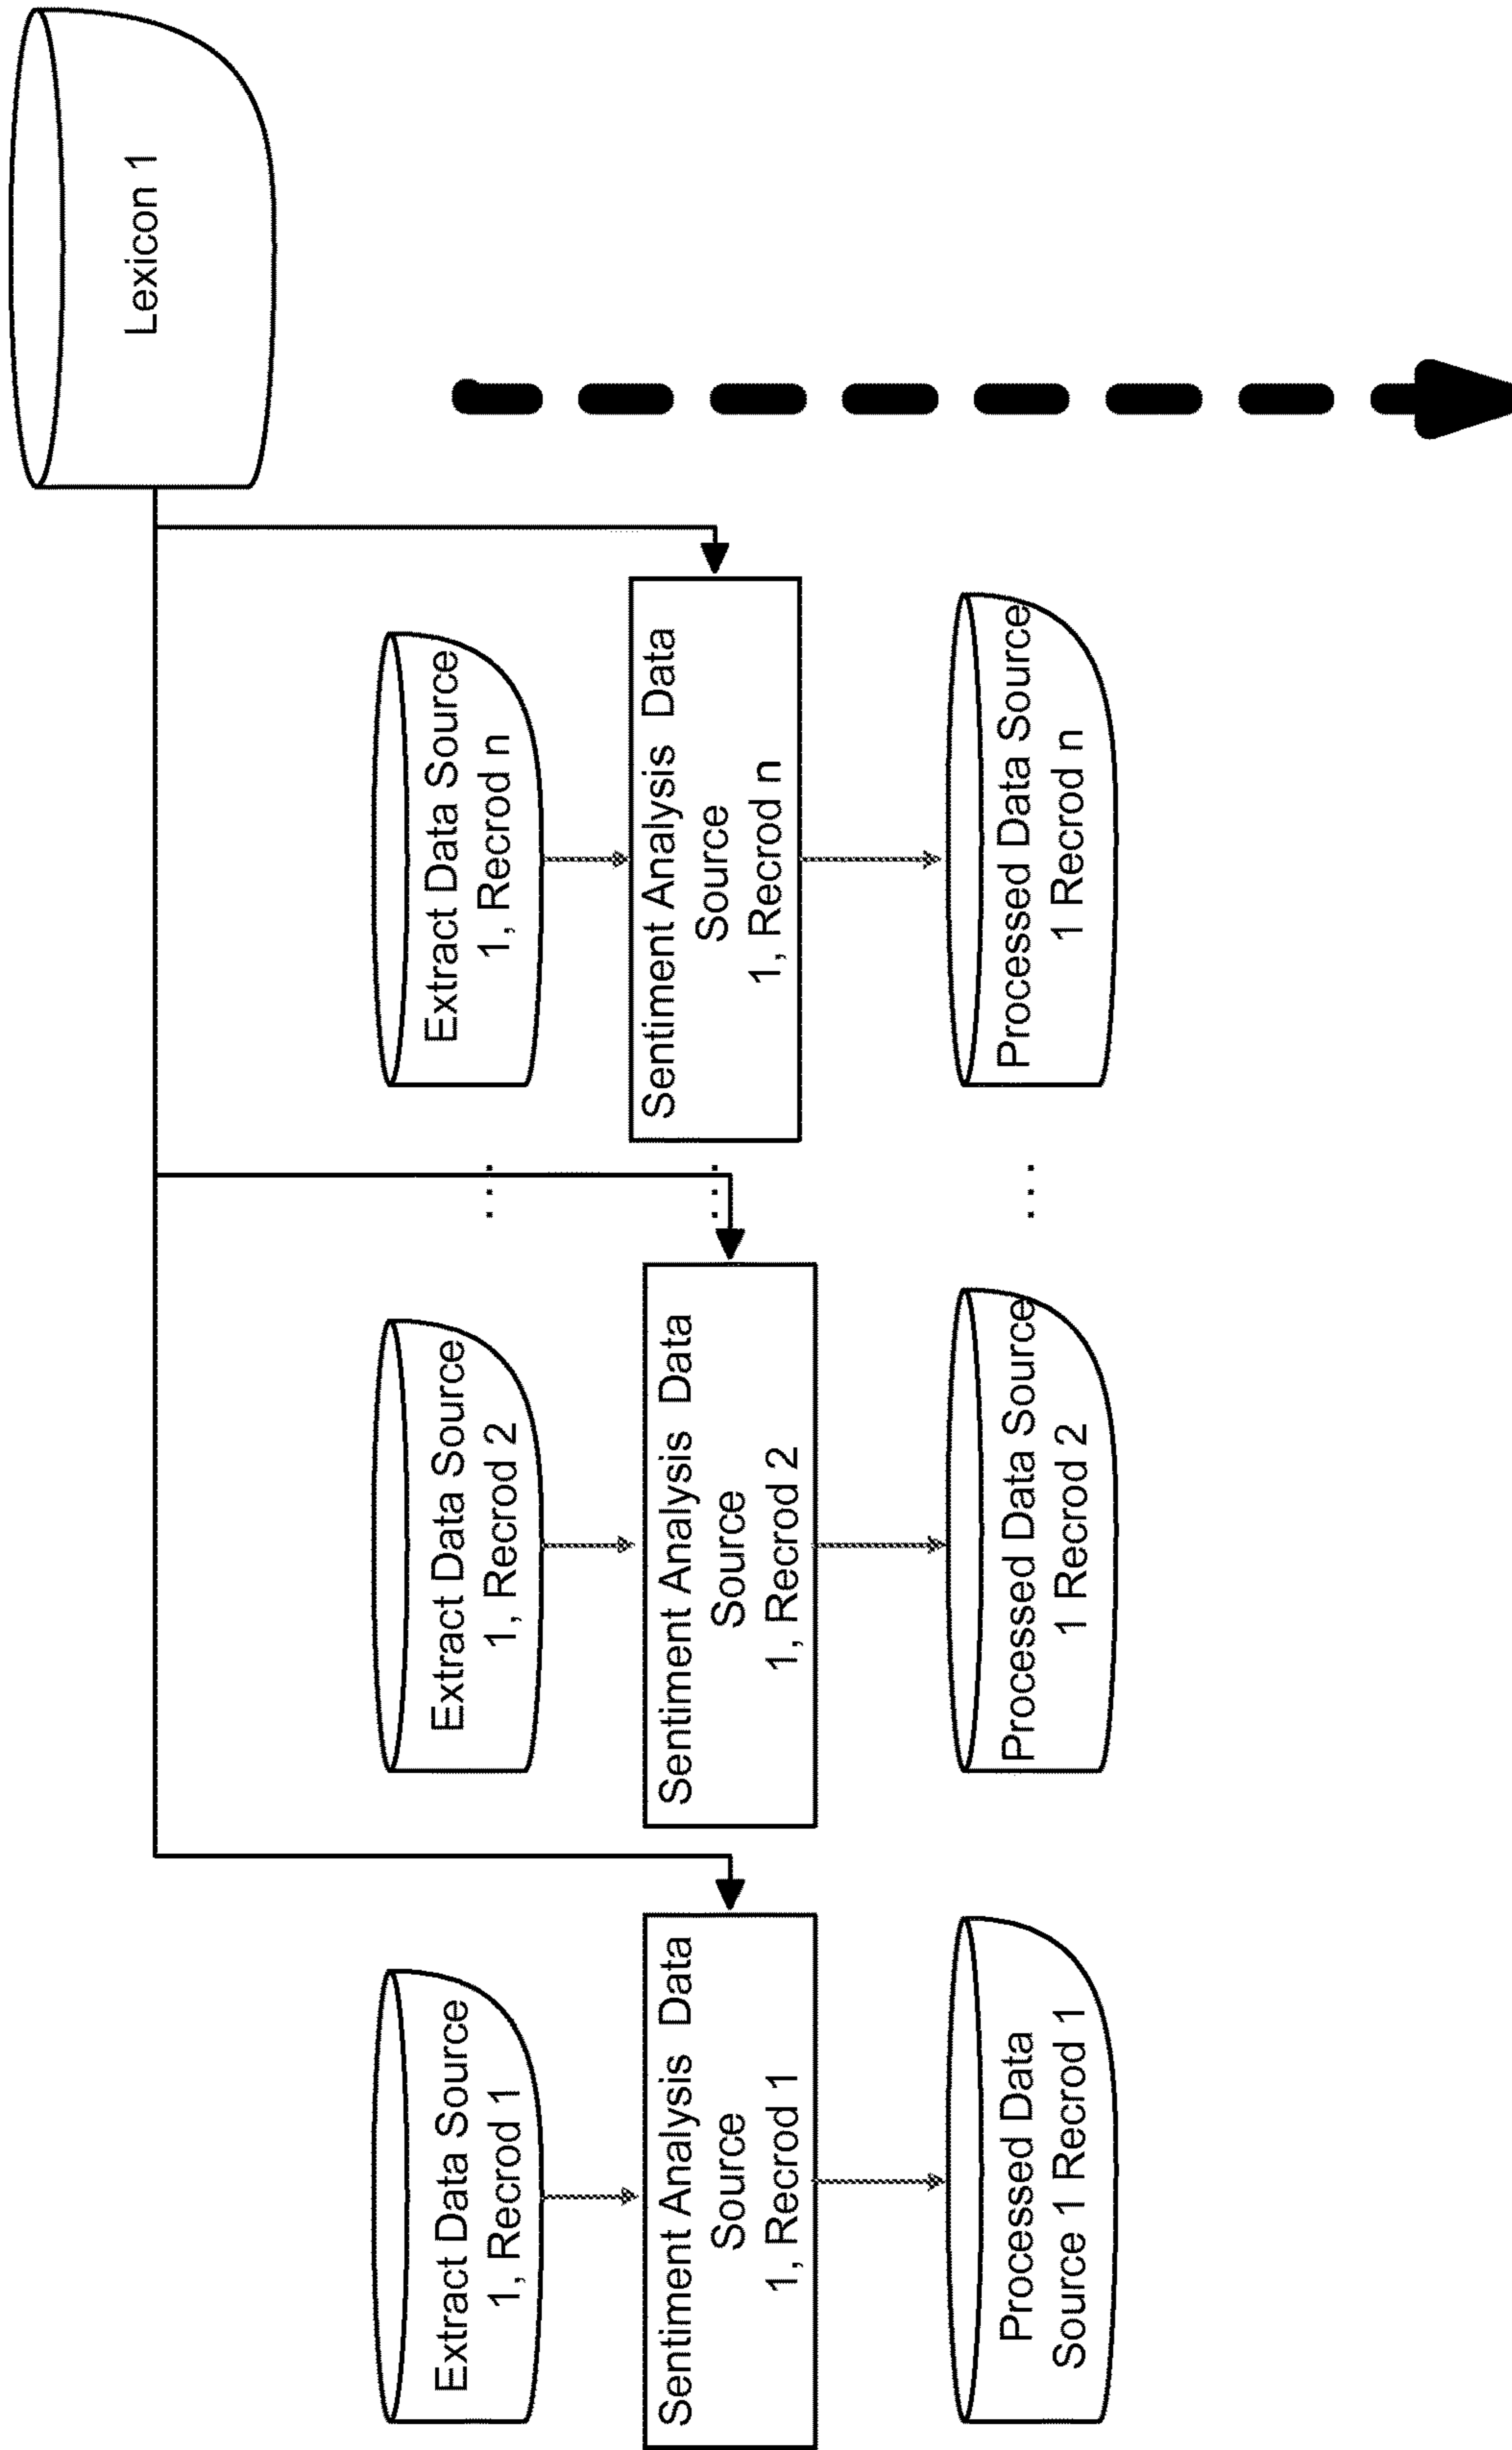 Lexicon 1
Extract Data Source
1, Recrod 1
Extract Data Source
1, Recrod 2
...
Extract Data Source
1, Recrod n
Sentiment Analysis Data
Source
1, Recrod 1
Sentiment Analysis Data
Source
1, Recrod 2
...
Sentiment Analysis Data
Source
1, Recrod n
Processed Data
Source 1 Recrod 1
Processed Data Source
1 Recrod 2
...
Processed Data Source
1 Recrod n